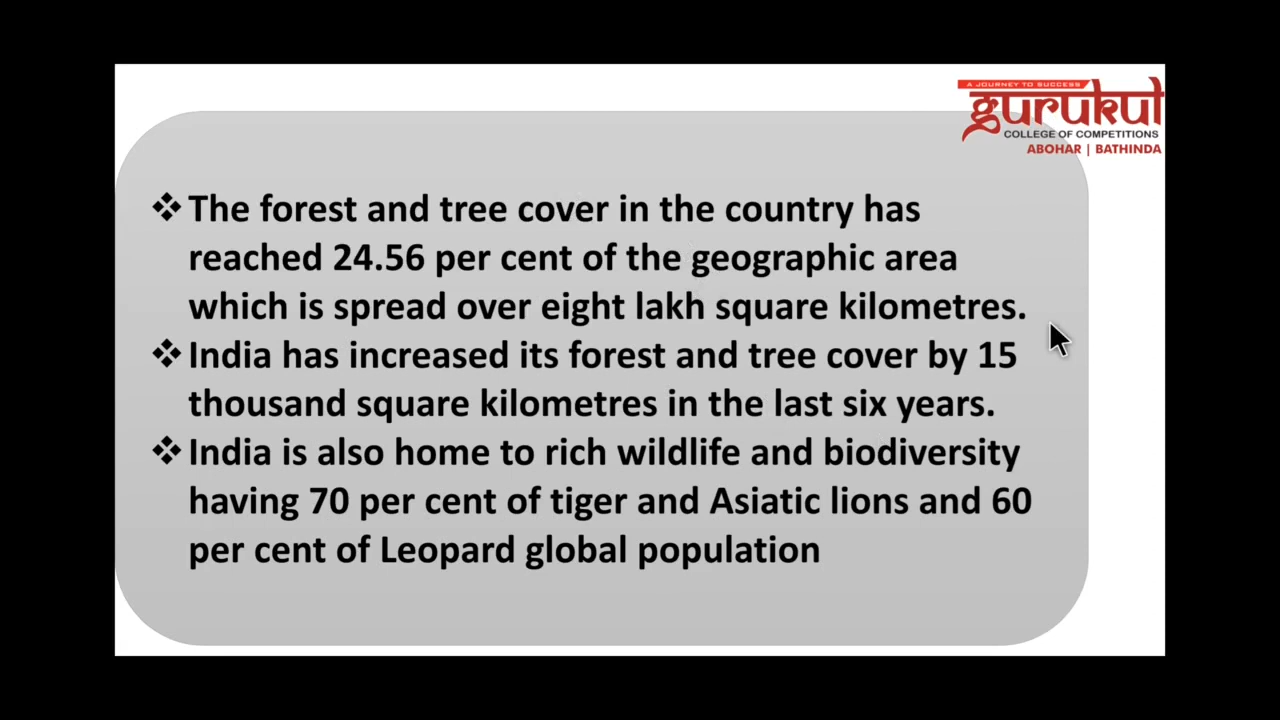 A JOURNEY TO SUCCESS
gurukul
COLLEGE OF COMPETITIONS
ABOHAR | BATHINDA
❖ The forest and tree cover in the country has
reached 24.56 per cent of the geographic area
which is spread over eight lakh square kilometres.
❖ India has increased its forest and tree cover by 15
thousand square kilometres in the last six years.
❖ India is also home to rich wildlife and biodiversity
having 70 per cent of tiger and Asiatic lions and 60
per cent of Leopard global population